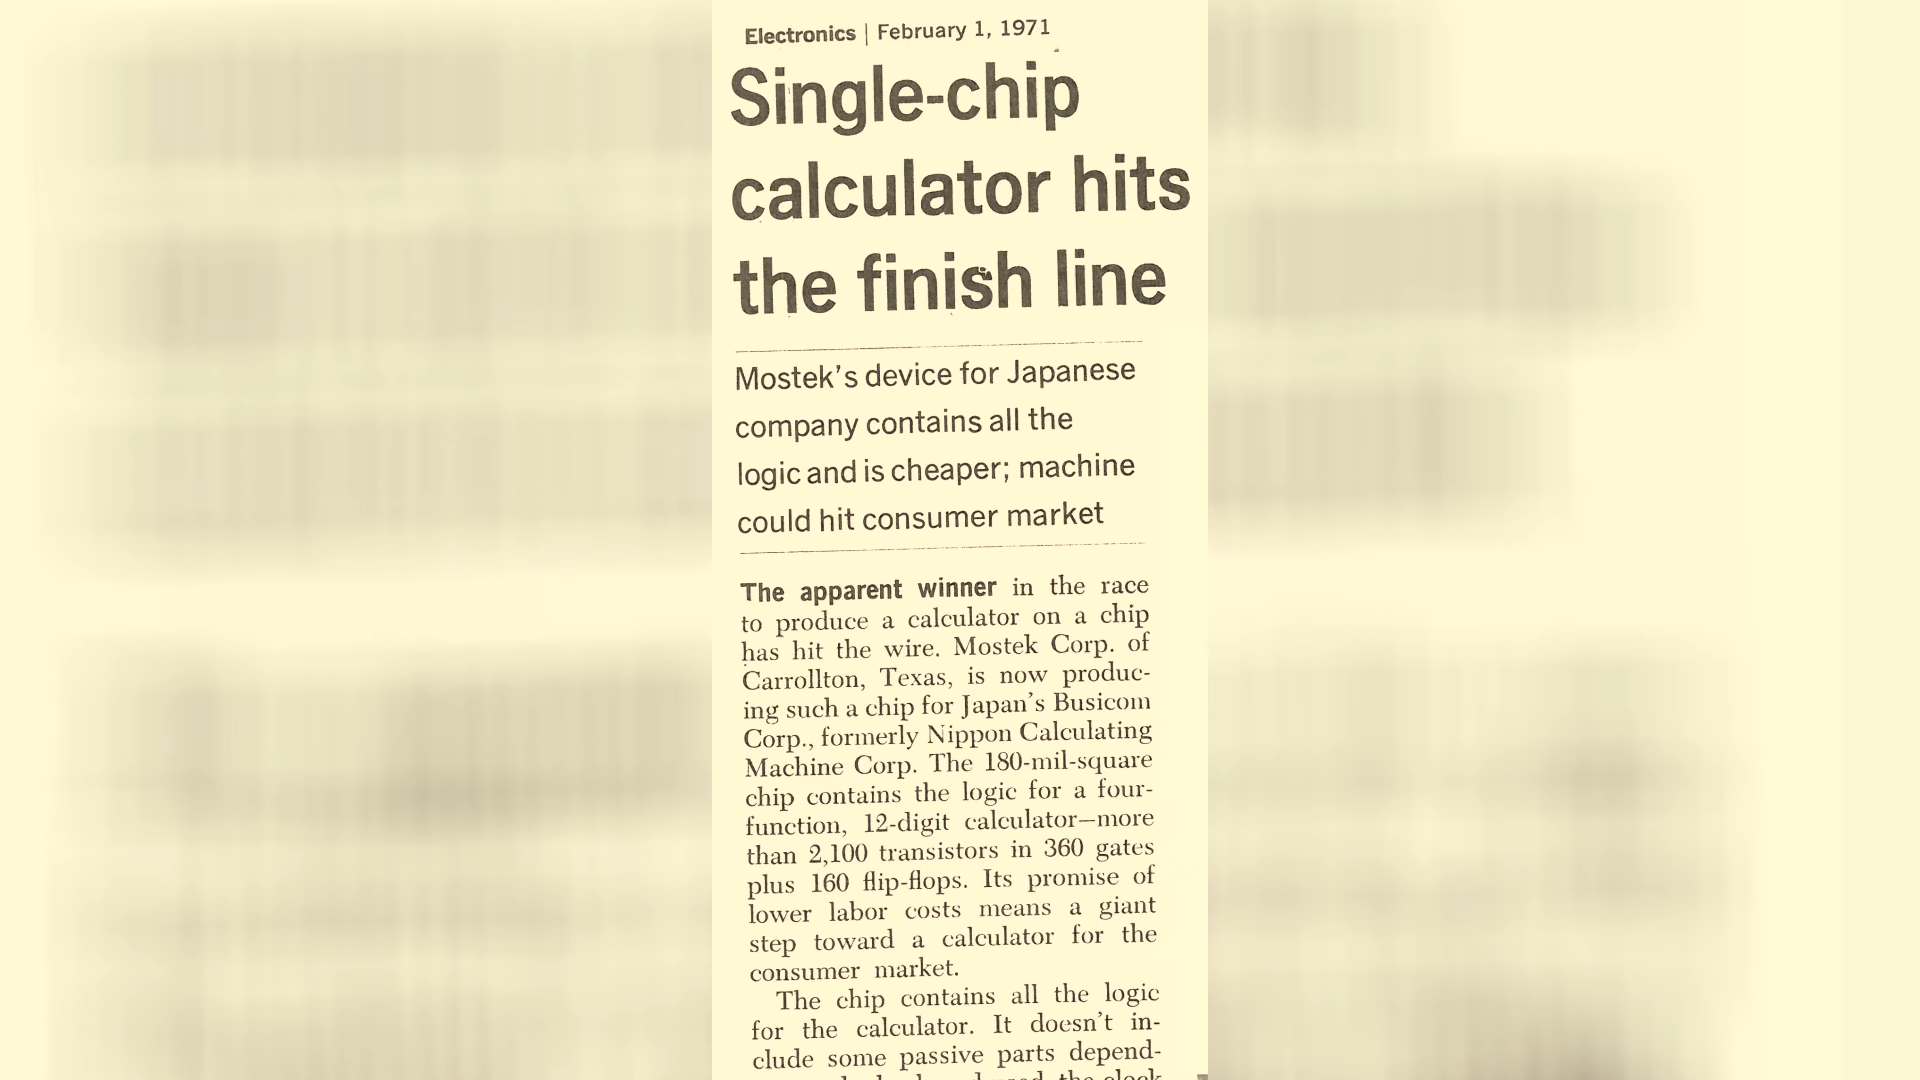 Electronics | February 1, 1971
Single-chip
calculator hits
the finish line
Mostek's device for Japanese
company contains all the
logic and is cheaper; machine
could hit consumer market
The apparent winner in the race
to produce a calculator on a chip
has hit the wire. Mostek Corp. of
Carrollton, Texas, is now produc-
ing such a chip for Japan's Busicom
Corp., formerly Nippon Calculating
Machine Corp. The 180-mil-square
chip contains the logic for a four-
function, 12-digit calculator—more
than 2,100 transistors in 360 gates
plus 160 flip-flops. Its promise of
lower labor costs means a giant
step toward a calculator for the
consumer market.
The chip contains all the logic
for the calculator. It doesn't in-
clude some passive parts depend-
the clock